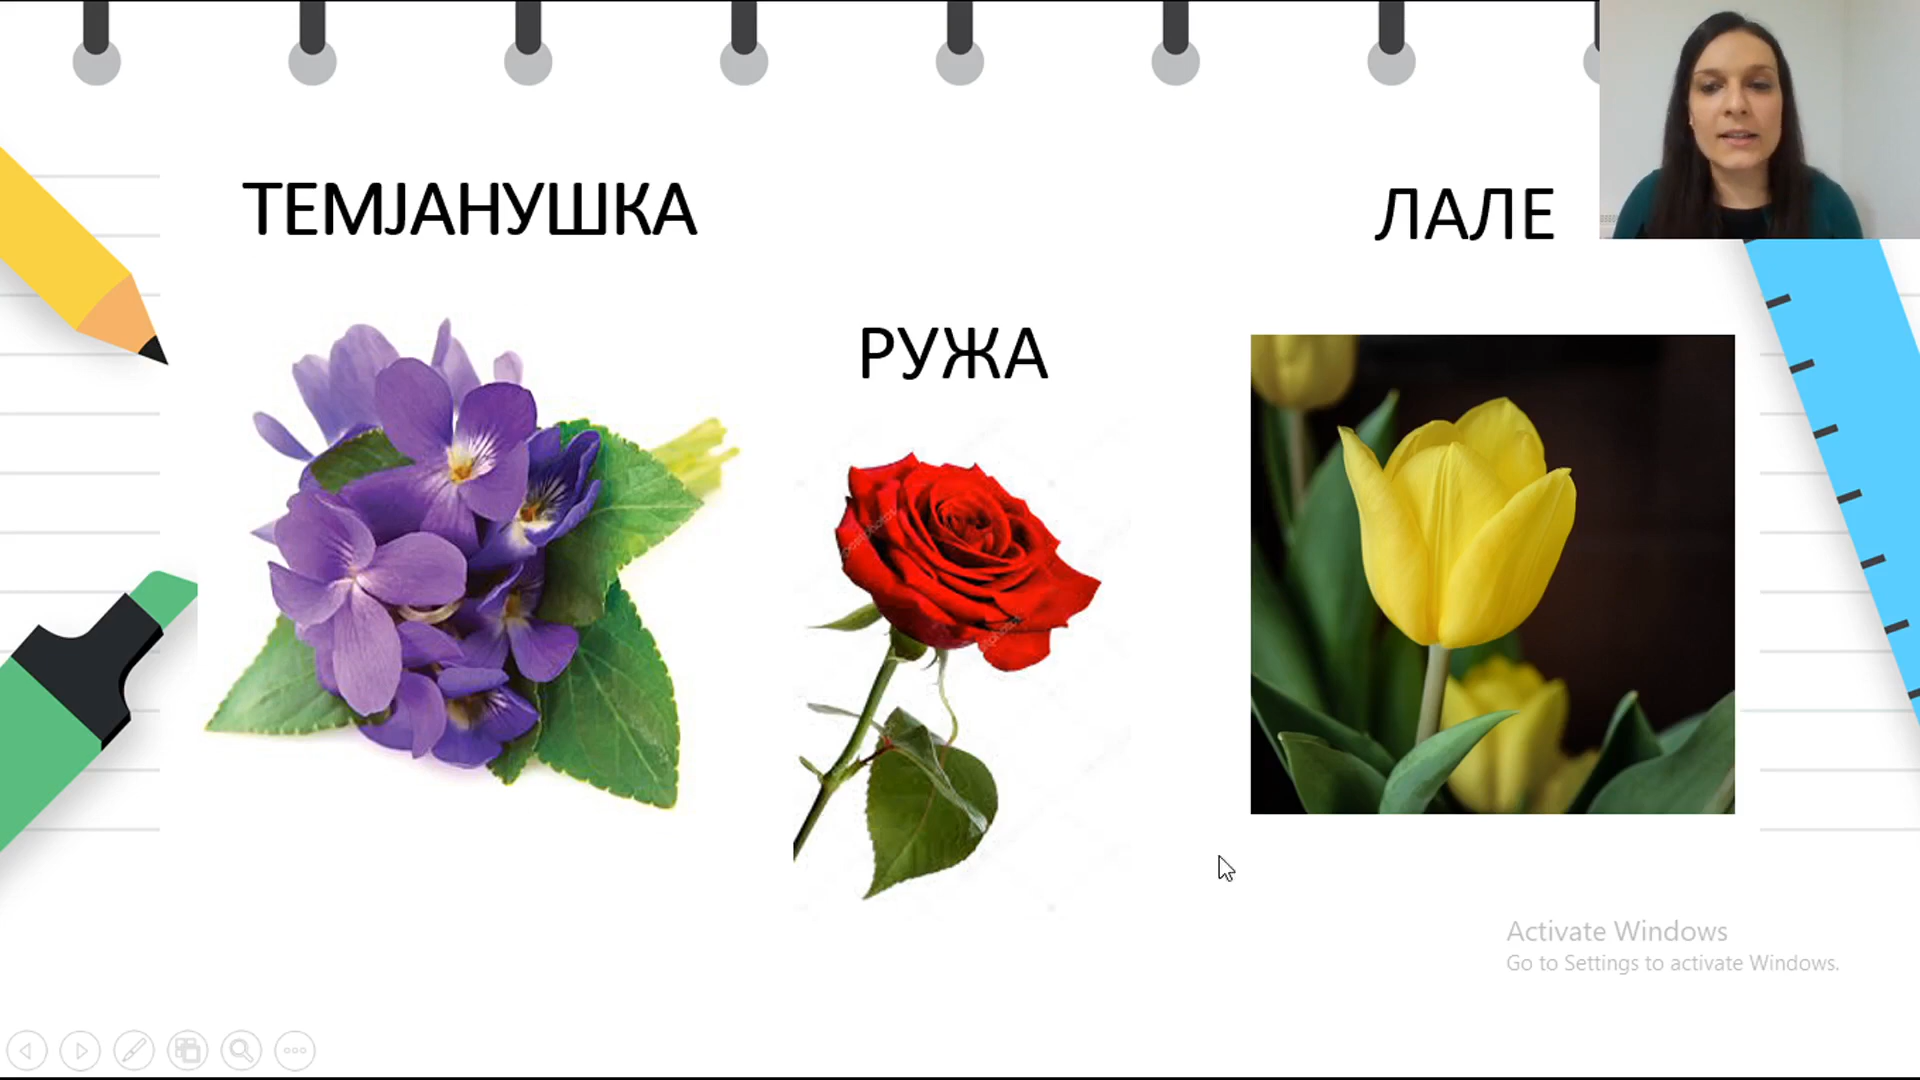 ТЕМЈАНУШКА
РУЖА
ЛАЛЕ
Activate Windows
Go to Settings to activate Windows.